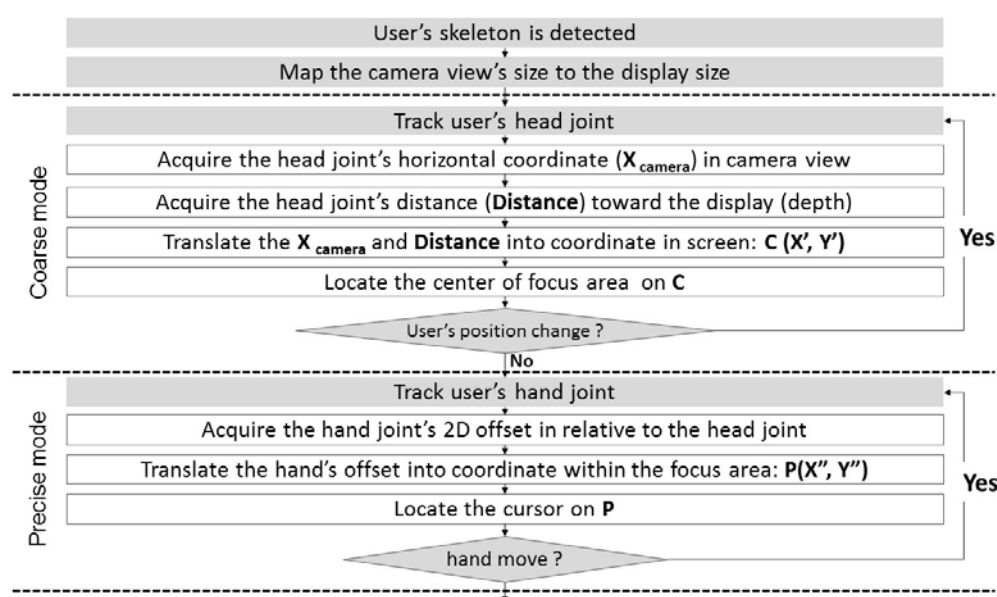 User's skeleton is detected
Map the camera view's size to the display size
Coarse mode
Track user's head joint
Acquire the head joint's horizontal coordinate (X camera) in camera view
Acquire the head joint's distance (Distance) toward the display (depth)
Translate the X camera and Distance into coordinate in screen: C (X', Y')
Locate the center of focus area on C
User's position change ?
Yes
No
Precise mode
Track user's hand joint
Acquire the hand joint's 2D offset in relative to the head joint
Translate the hand's offset into coordinate within the focus area: P(X", Y")
Locate the cursor on P
hand move ?
Yes